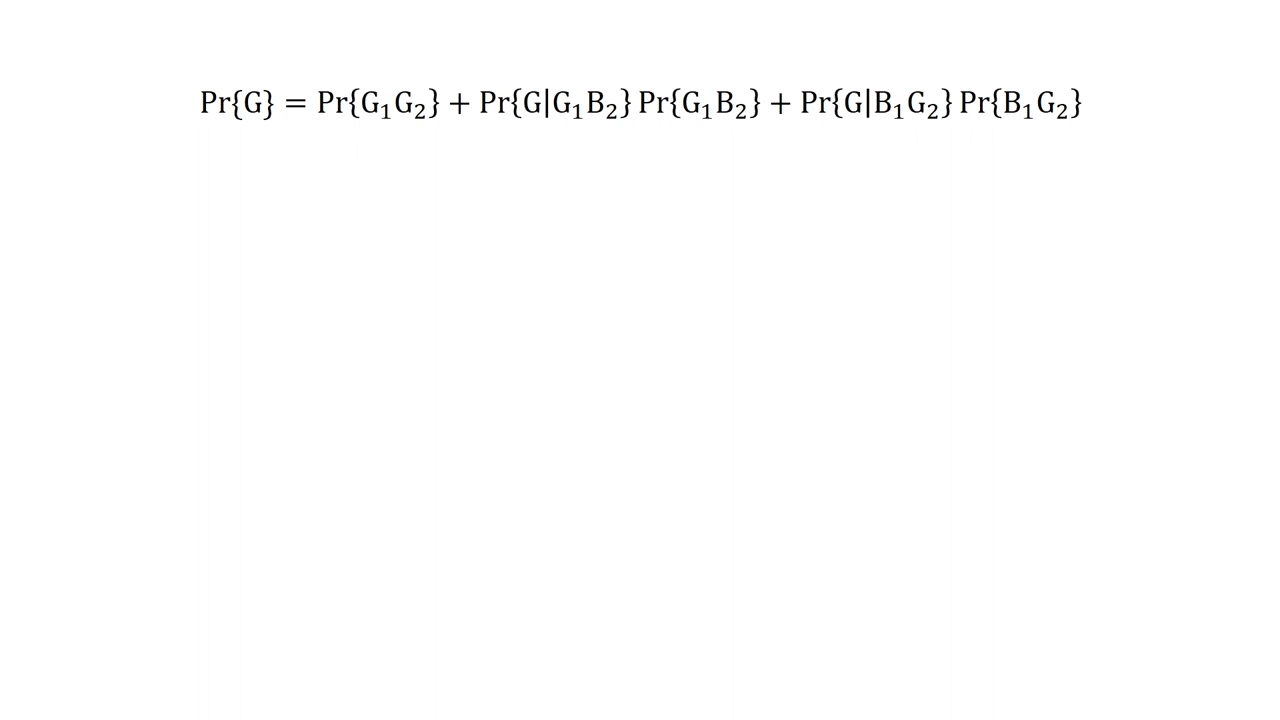 Pr{G} = Pr{G₁G₂} + Pr{G|G₁B₂} Pr{G₁B₂} + Pr{G|B₁G₂} Pr{B₁G₂}